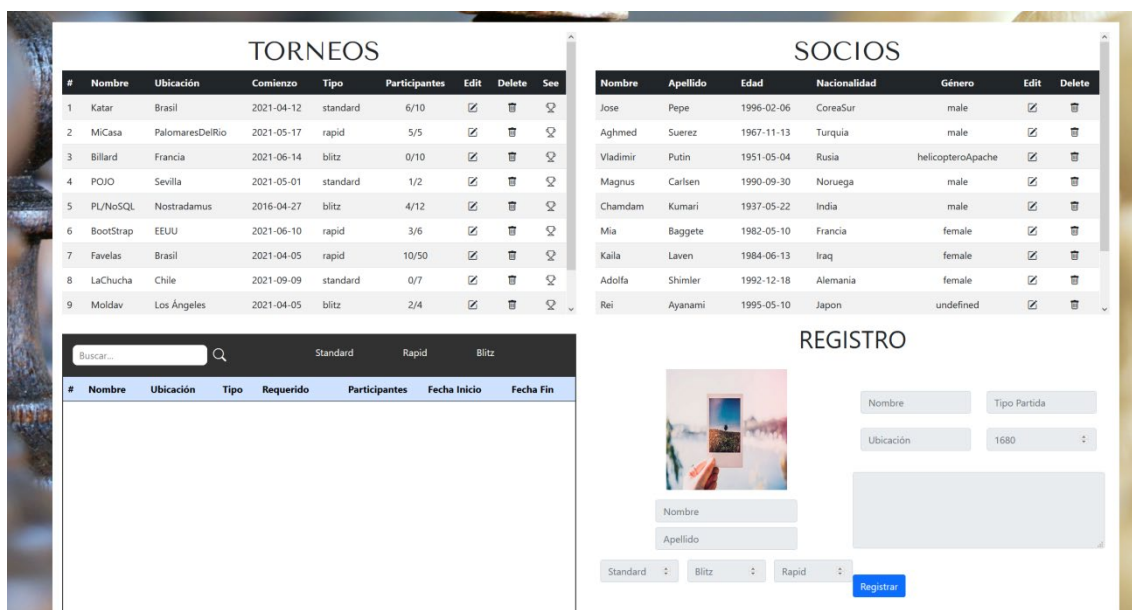 TORNEOS
# Nombre Ubicación Comienzo Tipo Participantes Edit Delete See
1 Katar Brasil 2021-04-12 standard 6/10
2 MiCasa PalomaresDelRio 2021-05-17 rapid 5/5
3 Billard Francia 2021-06-14 blitz 0/10
4 POJO Sevilla 2021-05-01 standard 1/2
5 PL/NoSQL Nostradamus 2016-04-27 blitz 4/12
6 BootStrap EEUU 2021-06-10 rapid 3/6
7 Favelas Brasil 2021-04-05 rapid 10/50
8 LaChucha Chile 2021-09-09 standard 0/7
9 Moldav Los Ángeles 2021-04-05 blitz 2/4
SOCIOS
Nombre Apellido Edad Nacionalidad Género Edit Delete
Jose Pepe 1996-02-06 CoreaSur male
Aghmed Suerez 1967-11-13 Turquia male
Vladimir Putin 1951-05-04 Rusia helicopteroApache
Magnus Carlsen 1990-09-30 Noruega male
Chamdam Kumari 1937-05-22 India male
Mia Baggete 1982-05-10 Francia female
Kaila Laven 1984-06-13 Iraq female
Adolfa Shimler 1992-12-18 Alemania female
Rei Ayanami 1995-05-10 Japon undefined
Buscar... Standard Rapid Blitz
# Nombre Ubicación Tipo Requerido Participantes Fecha Inicio Fecha Fin
REGISTRO
Nombre Tipo Partida
Ubicación 1680
Nombre
Apellido
Standard Blitz Rapid
Registrar